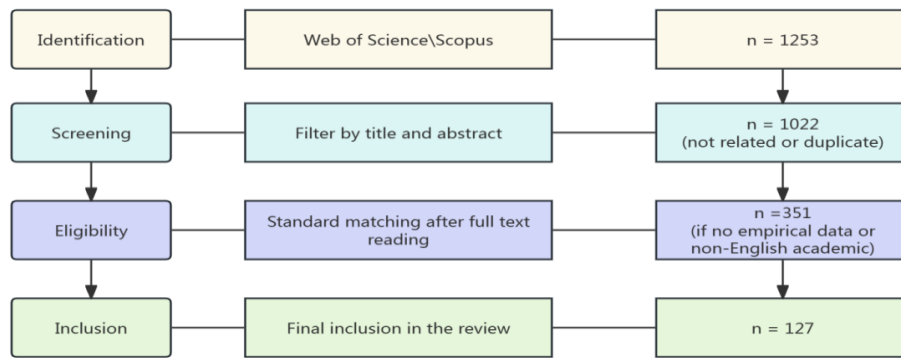 Identification
Web of Science\Scopus
n = 1253
Screening
Filter by title and abstract
n = 1022
(not related or duplicate)
Eligibility
Standard matching after full text
reading
n =351
(if no empirical data or
non-English academic)
Inclusion
Final inclusion in the review
n = 127